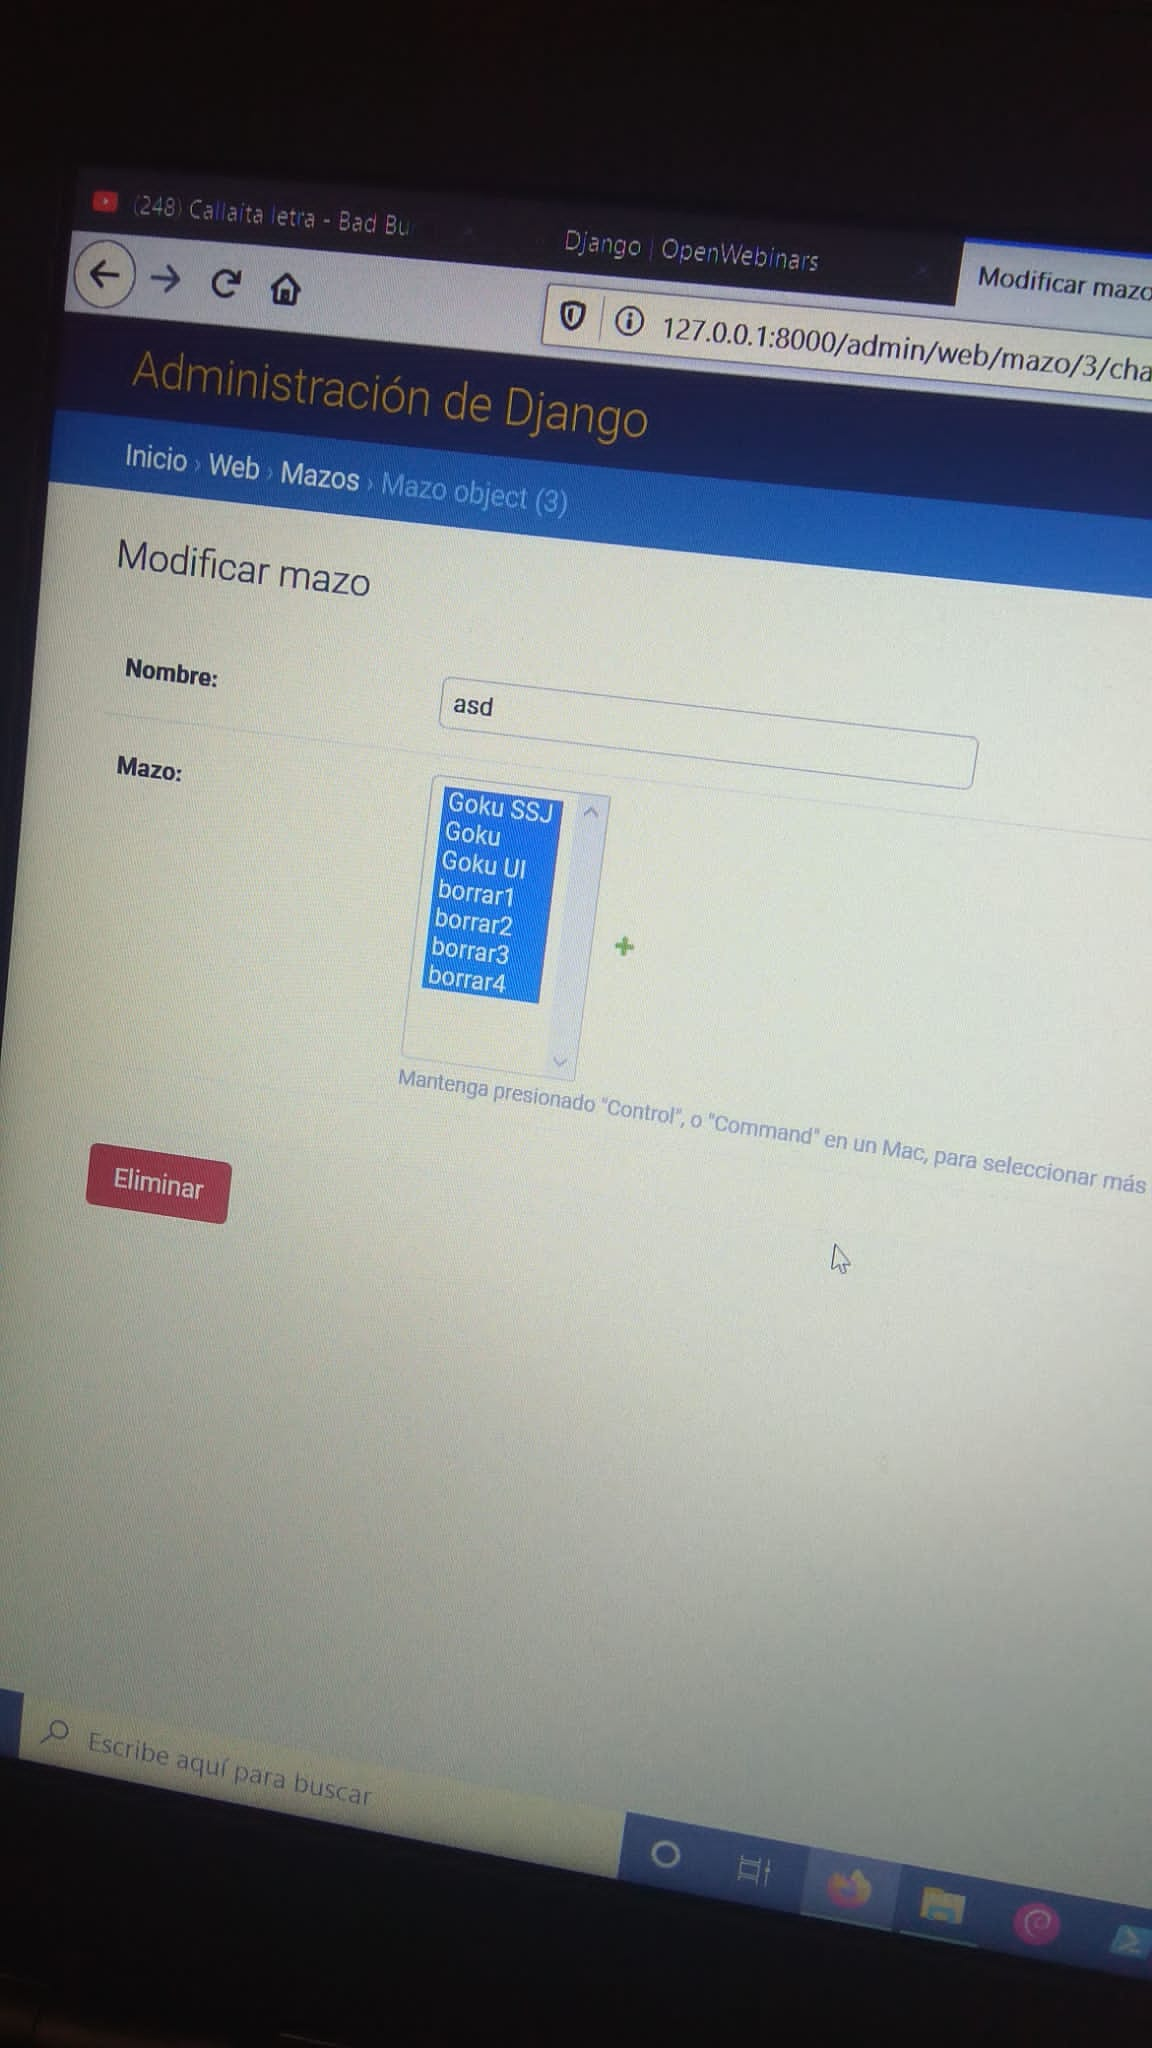 (248) Callaita letra - Bad Bu
Django | OpenWebinars
Modificar mazo
127.0.0.1:8000/admin/web/mazo/3/cha
Administración de Django
Inicio › Web › Mazos › Mazo object (3)
Modificar mazo
Nombre:
asd
Mazo:
Goku SSJ
Goku
Goku UI
borrar1
borrar2
borrar3
borrar4
Mantenga presionado "Control", o "Command" en un Mac, para seleccionar más
Eliminar
Escribe aquí para buscar